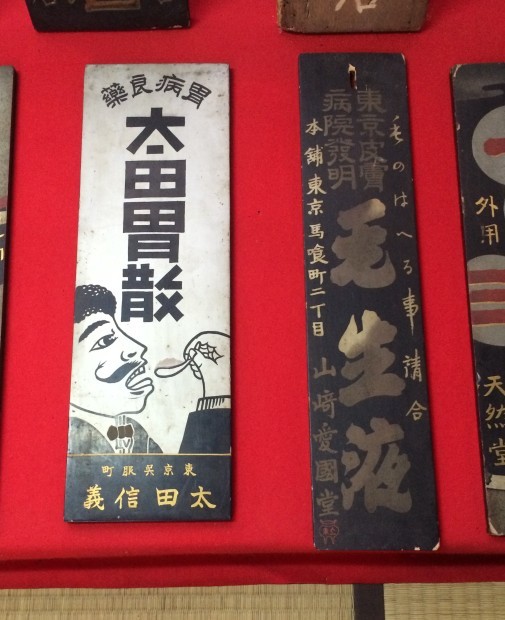 胃病良藥
太田胃散
東京呉服町
太田信義
毛のはへる事請合
東京皮膚
病院發明
毛生液
本舗東京馬喰町二丁目
山崎愛國堂
外用
天然堂